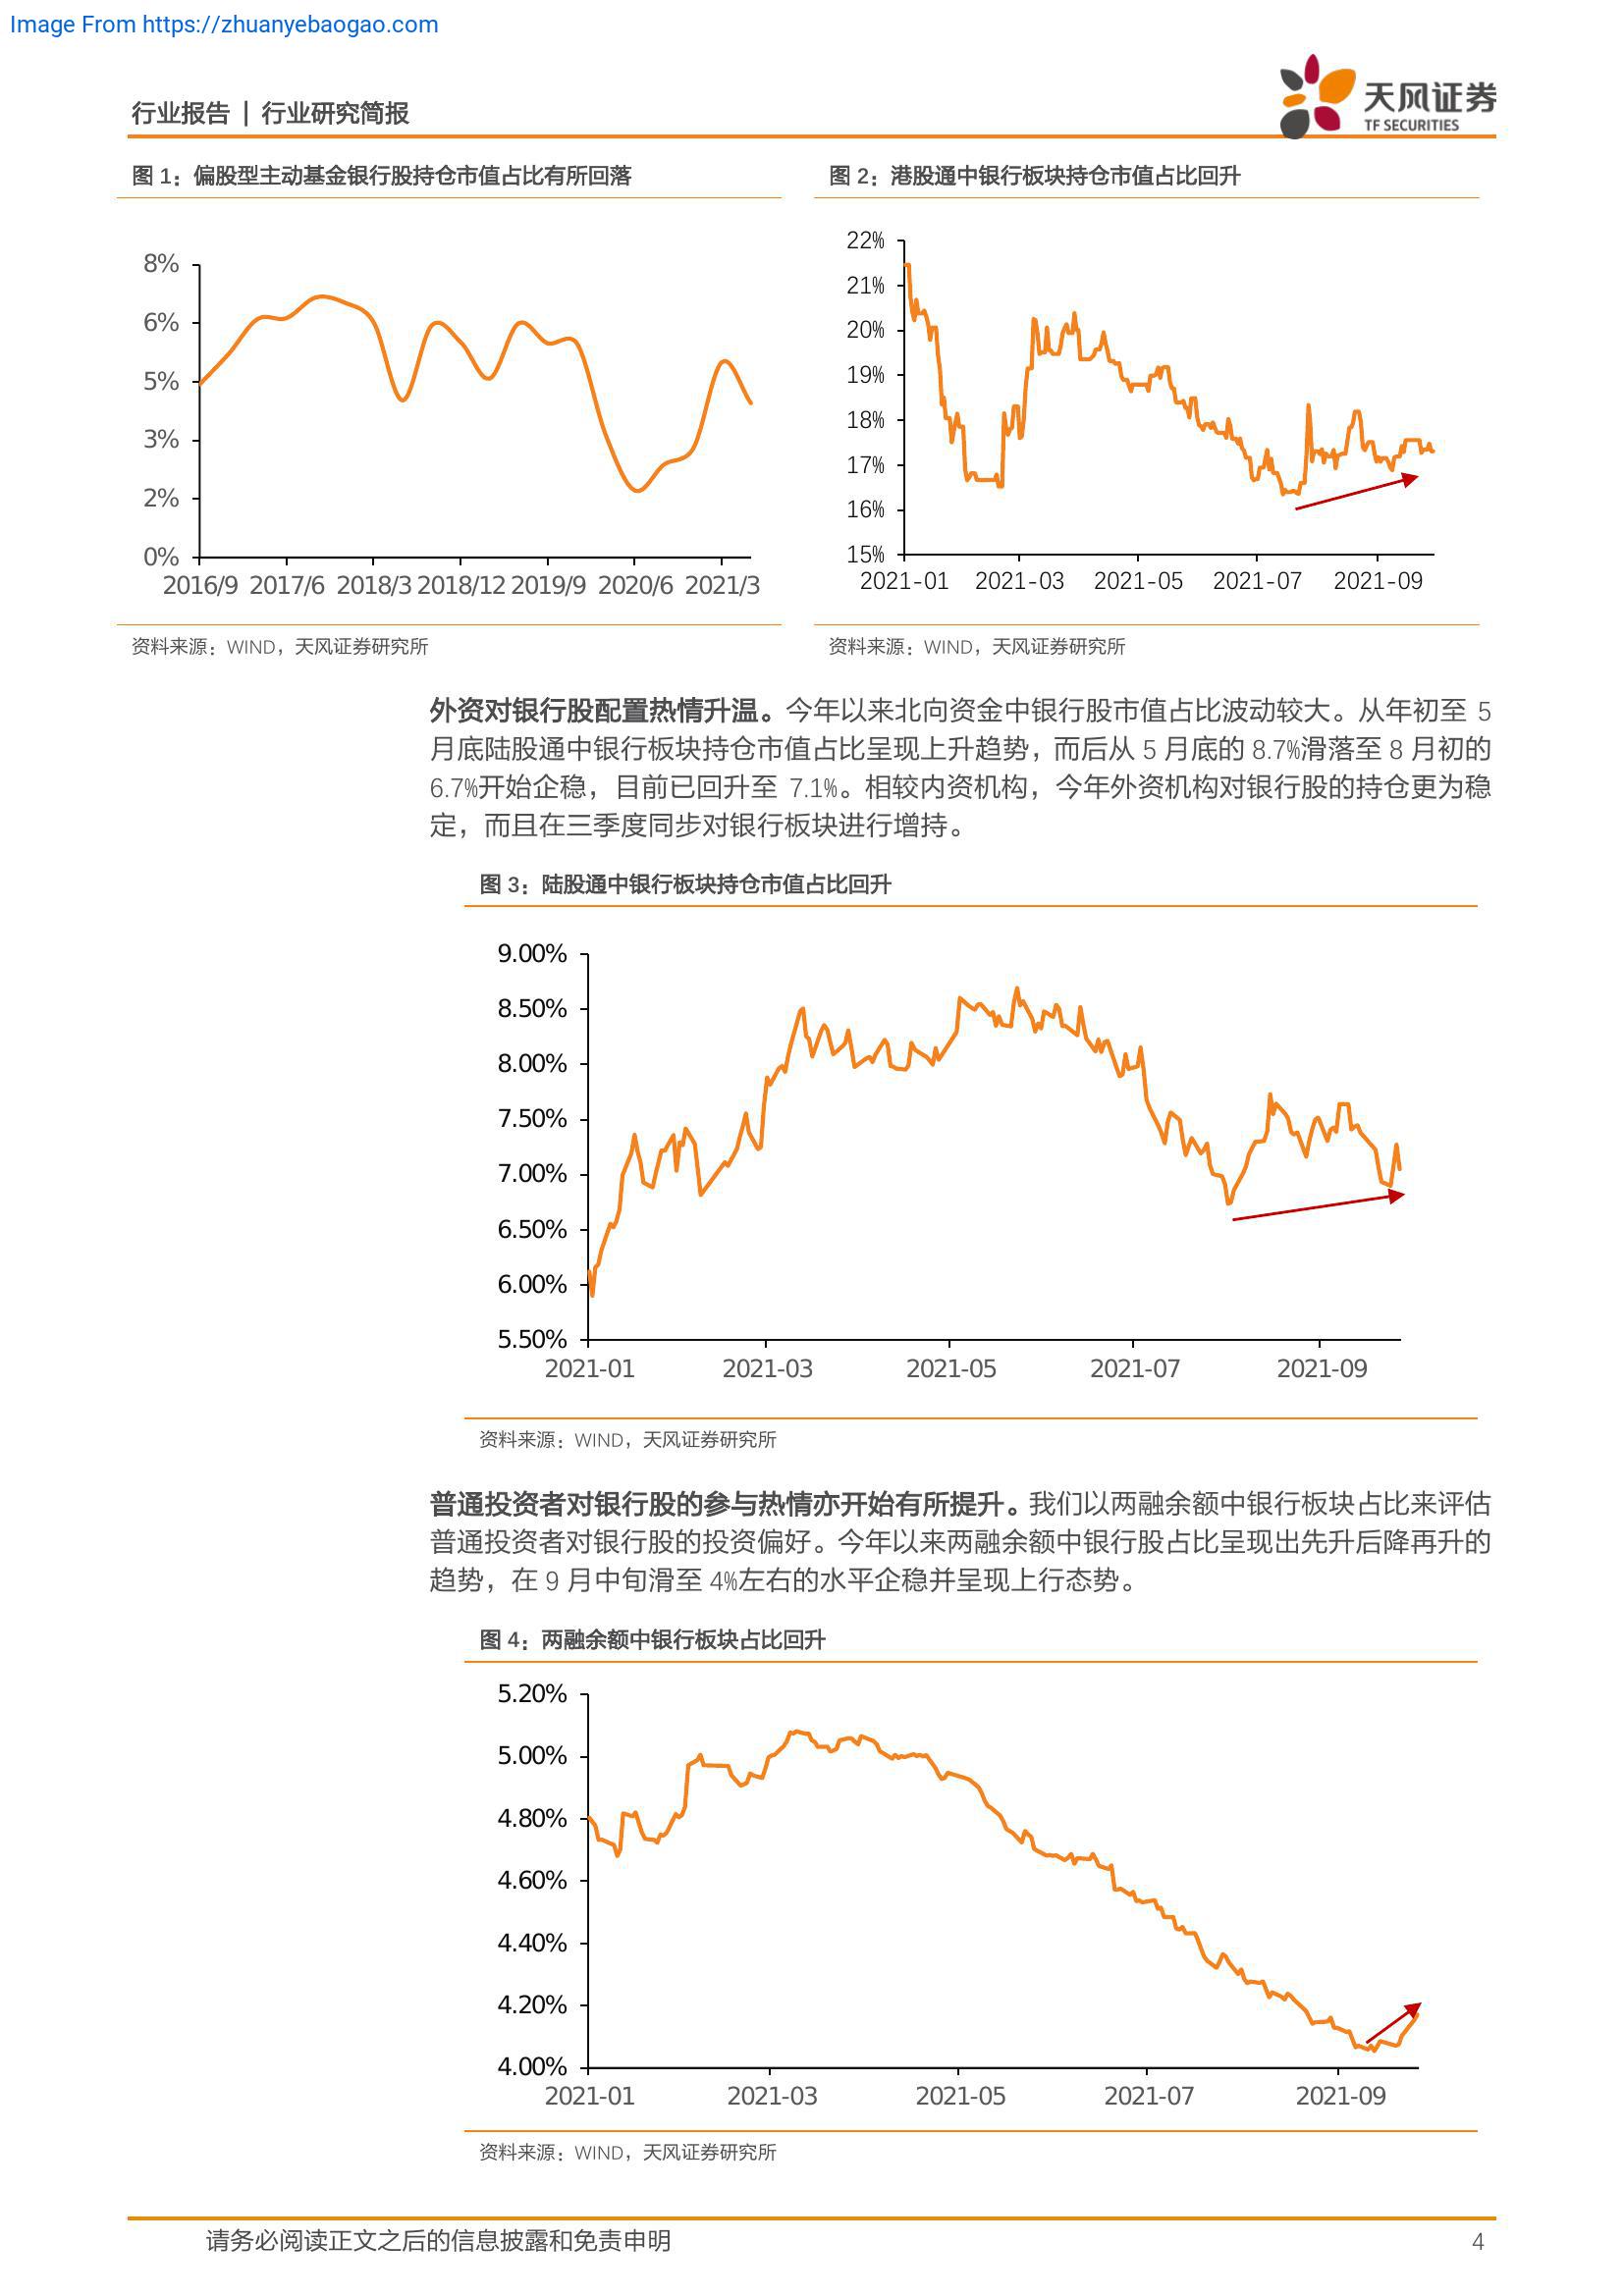 Image From https://zhuanyebaogao.com
行业报告 | 行业研究简报
天风证券
TF SECURITIES
图 1：偏股型主动基金银行股持仓市值占比有所回落
8%
6%
5%
3%
2%
0%
2016/9 2017/6 2018/3 2018/12 2019/9 2020/6 2021/3
资料来源：WIND，天风证券研究所
图 2：港股通中银行板块持仓市值占比回升
22%
21%
20%
19%
18%
17%
16%
15%
2021-01 2021-03 2021-05 2021-07 2021-09
资料来源：WIND，天风证券研究所
外资对银行股配置热情升温。今年以来北向资金中银行股市值占比波动较大。从年初至 5
月底陆股通中银行板块持仓市值占比呈现上升趋势，而后从 5 月底的 8.7%滑落至 8 月初的
6.7%开始企稳，目前已回升至 7.1%。相较内资机构，今年外资机构对银行股的持仓更为稳
定，而且在三季度同步对银行板块进行增持。
图 3：陆股通中银行板块持仓市值占比回升
9.00%
8.50%
8.00%
7.50%
7.00%
6.50%
6.00%
5.50%
2021-01 2021-03 2021-05 2021-07 2021-09
资料来源：WIND，天风证券研究所
普通投资者对银行股的参与热情亦开始有所提升。我们以两融余额中银行板块占比来评估
普通投资者对银行股的投资偏好。今年以来两融余额中银行股占比呈现出先升后降再升的
趋势，在 9 月中旬滑至 4%左右的水平企稳并呈现上行态势。
图 4：两融余额中银行板块占比回升
5.20%
5.00%
4.80%
4.60%
4.40%
4.20%
4.00%
2021-01 2021-03 2021-05 2021-07 2021-09
资料来源：WIND，天风证券研究所
请务必阅读正文之后的信息披露和免责申明 4